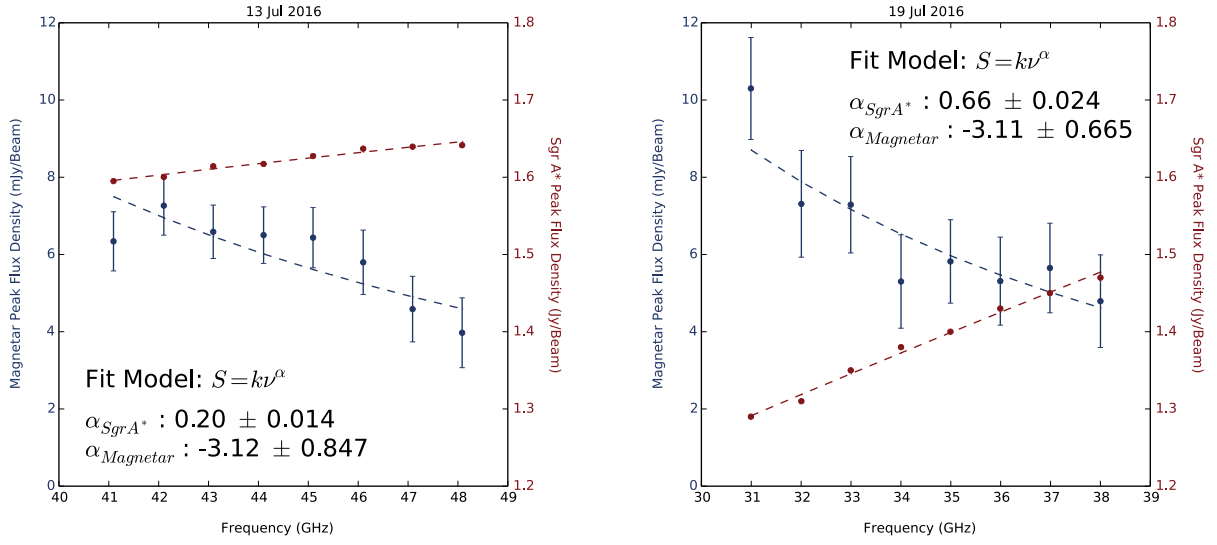 13 Jul 2016
12
10
8
6
4
2
0
Magnetar Peak Flux Density (mJy/Beam)
1.8
1.7
1.6
1.5
1.4
1.3
1.2
Sgr A* Peak Flux Density (Jy/Beam)
Fit Model: S=kν^α
α_SgrA* : 0.20 ± 0.014
α_Magnetar : -3.12 ± 0.847
40 41 42 43 44 45 46 47 48 49
Frequency (GHz)
19 Jul 2016
12
10
8
6
4
2
0
Magnetar Peak Flux Density (mJy/Beam)
1.8
1.7
1.6
1.5
1.4
1.3
1.2
Sgr A* Peak Flux Density (Jy/Beam)
Fit Model: S=kν^α
α_SgrA* : 0.66 ± 0.024
α_Magnetar : -3.11 ± 0.665
30 31 32 33 34 35 36 37 38 39
Frequency (GHz)